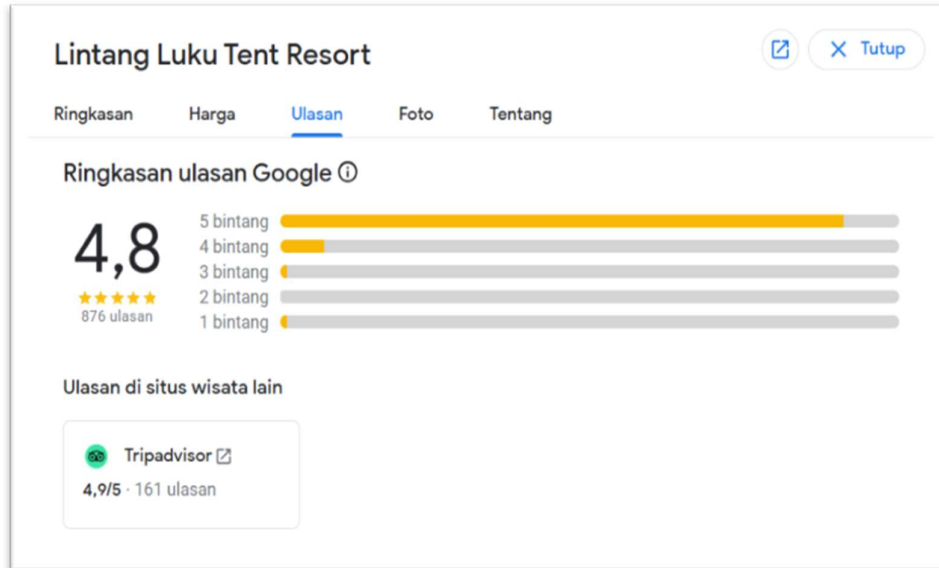 Lintang Luku Tent Resort
Tutup
Ringkasan Harga Ulasan Foto Tentang
Ringkasan ulasan Google
4,8
876 ulasan
5 bintang
4 bintang
3 bintang
2 bintang
1 bintang
Ulasan di situs wisata lain
Tripadvisor
4,9/5 · 161 ulasan